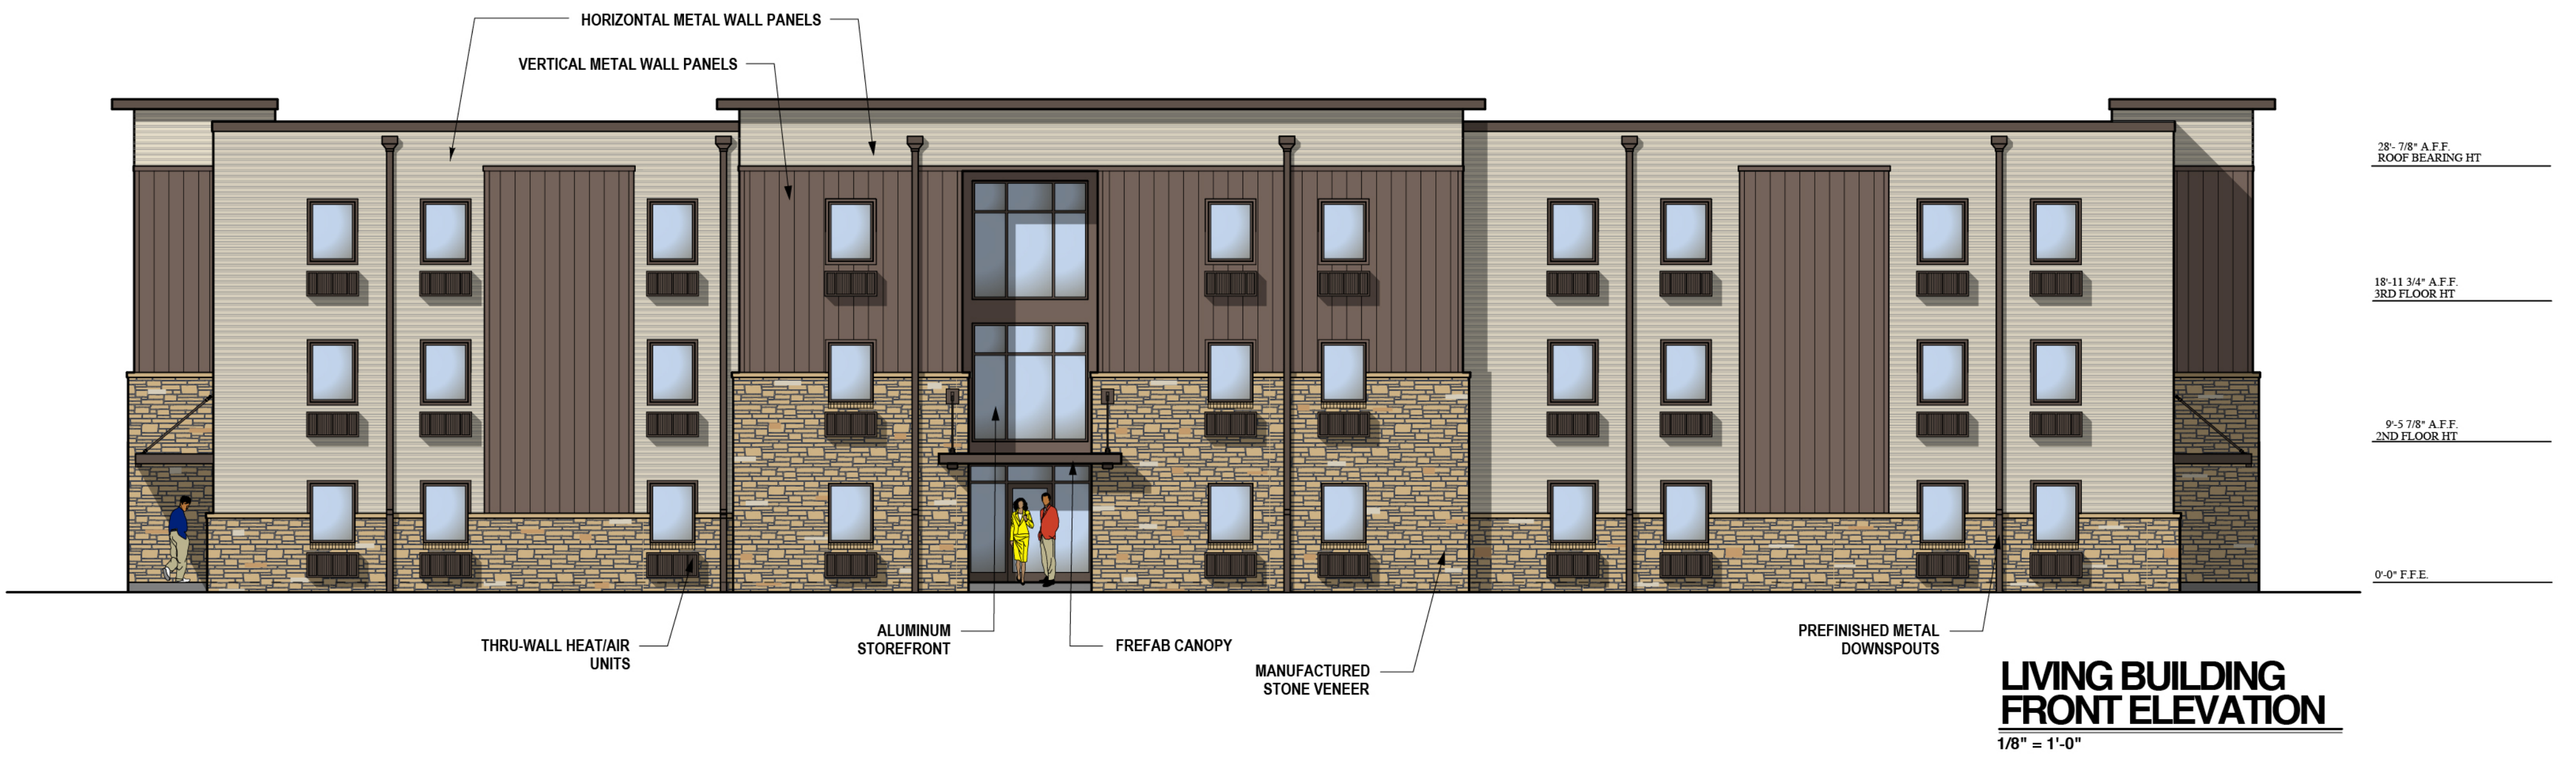 HORIZONTAL METAL WALL PANELS
VERTICAL METAL WALL PANELS
28'- 7/8" A.F.F.
ROOF BEARING HT
18'-11 3/4" A.F.F.
3RD FLOOR HT
9'-5 7/8" A.F.F.
2ND FLOOR HT
0'-0" F.F.E.
THRU-WALL HEAT/AIR
UNITS
ALUMINUM
STOREFRONT
FREFAB CANOPY
MANUFACTURED
STONE VENEER
PREFINISHED METAL
DOWNSPOUTS
LIVING BUILDING
FRONT ELEVATION
1/8" = 1'-0"